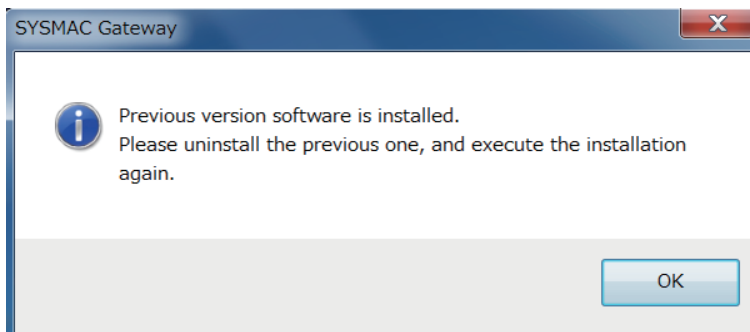 SYSMAC Gateway
Previous version software is installed.
Please uninstall the previous one, and execute the installation
again.
OK